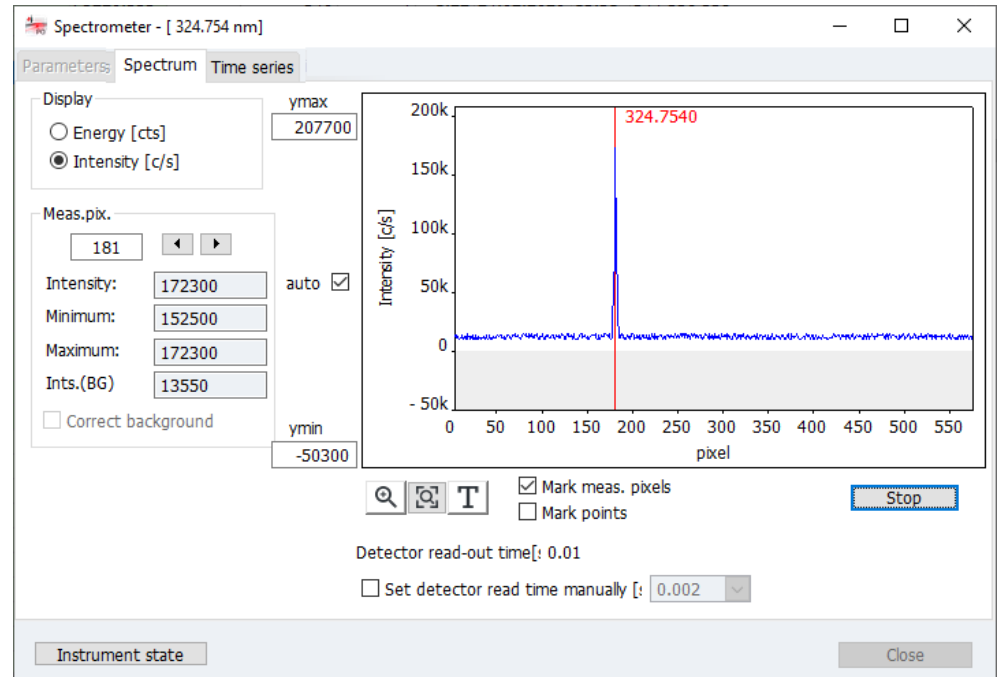 Spectrometer - [ 324.754 nm]
Parameters Spectrum Time series
Display
Energy [cts]
Intensity [c/s]
ymax
207700
Meas.pix.
181
Intensity: 172300
auto
Minimum: 152500
Maximum: 172300
Ints.(BG) 13550
Correct background
ymin
-50300
324.7540
Intensity [c/s]
200k
150k
100k
50k
0
- 50k
0 50 100 150 200 250 300 350 400 450 500 550
pixel
T
Mark meas. pixels
Mark points
Stop
Detector read-out time[: 0.01
Set detector read time manually [: 0.002
Instrument state
Close